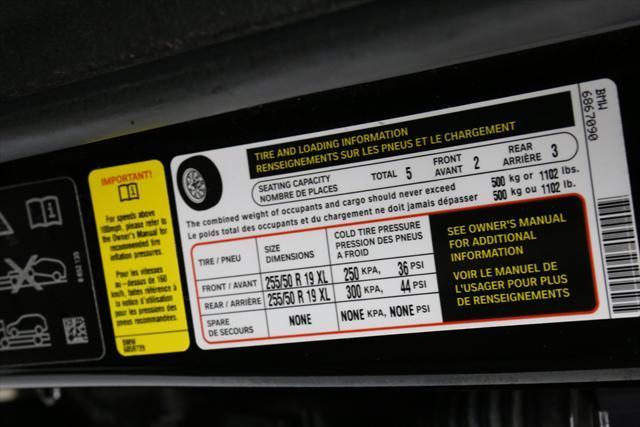 IMPORTANT!
For speeds above
100mph, please refer to
the Owner's Manual for
recommended tire
inflation pressures.
Pour les vitesses
au-dessus de 160
km/h, faites référence à
la notice d'utilisation
pour les pressions des
pneus recommandées.
BMW
TIRE AND LOADING INFORMATION
RENSEIGNEMENTS SUR LES PNEUS ET LE CHARGEMENT
SEATING CAPACITY
NOMBRE DE PLACES
TOTAL 5
FRONT
AVANT 2
REAR
ARRIÈRE 3
The combined weight of occupants and cargo should never exceed 500 kg or 1102 lbs.
Le poids total des occupants et du chargement ne doit jamais dépasser 500 kg ou 1102 lb.
TIRE / PNEU
SIZE
DIMENSIONS
COLD TIRE PRESSURE
PRESSION DES PNEUS
A FROID
FRONT / AVANT 255/50 R 19 XL 250 KPA, 36 PSI
REAR / ARRIÈRE 255/50 R 19 XL 300 KPA, 44 PSI
SPARE
DE SECOURS
NONE NONE KPA, NONE PSI
SEE OWNER'S MANUAL
FOR ADDITIONAL
INFORMATION
VOIR LE MANUEL DE
L'USAGER POUR PLUS
DE RENSEIGNEMENTS
BMW
6867090